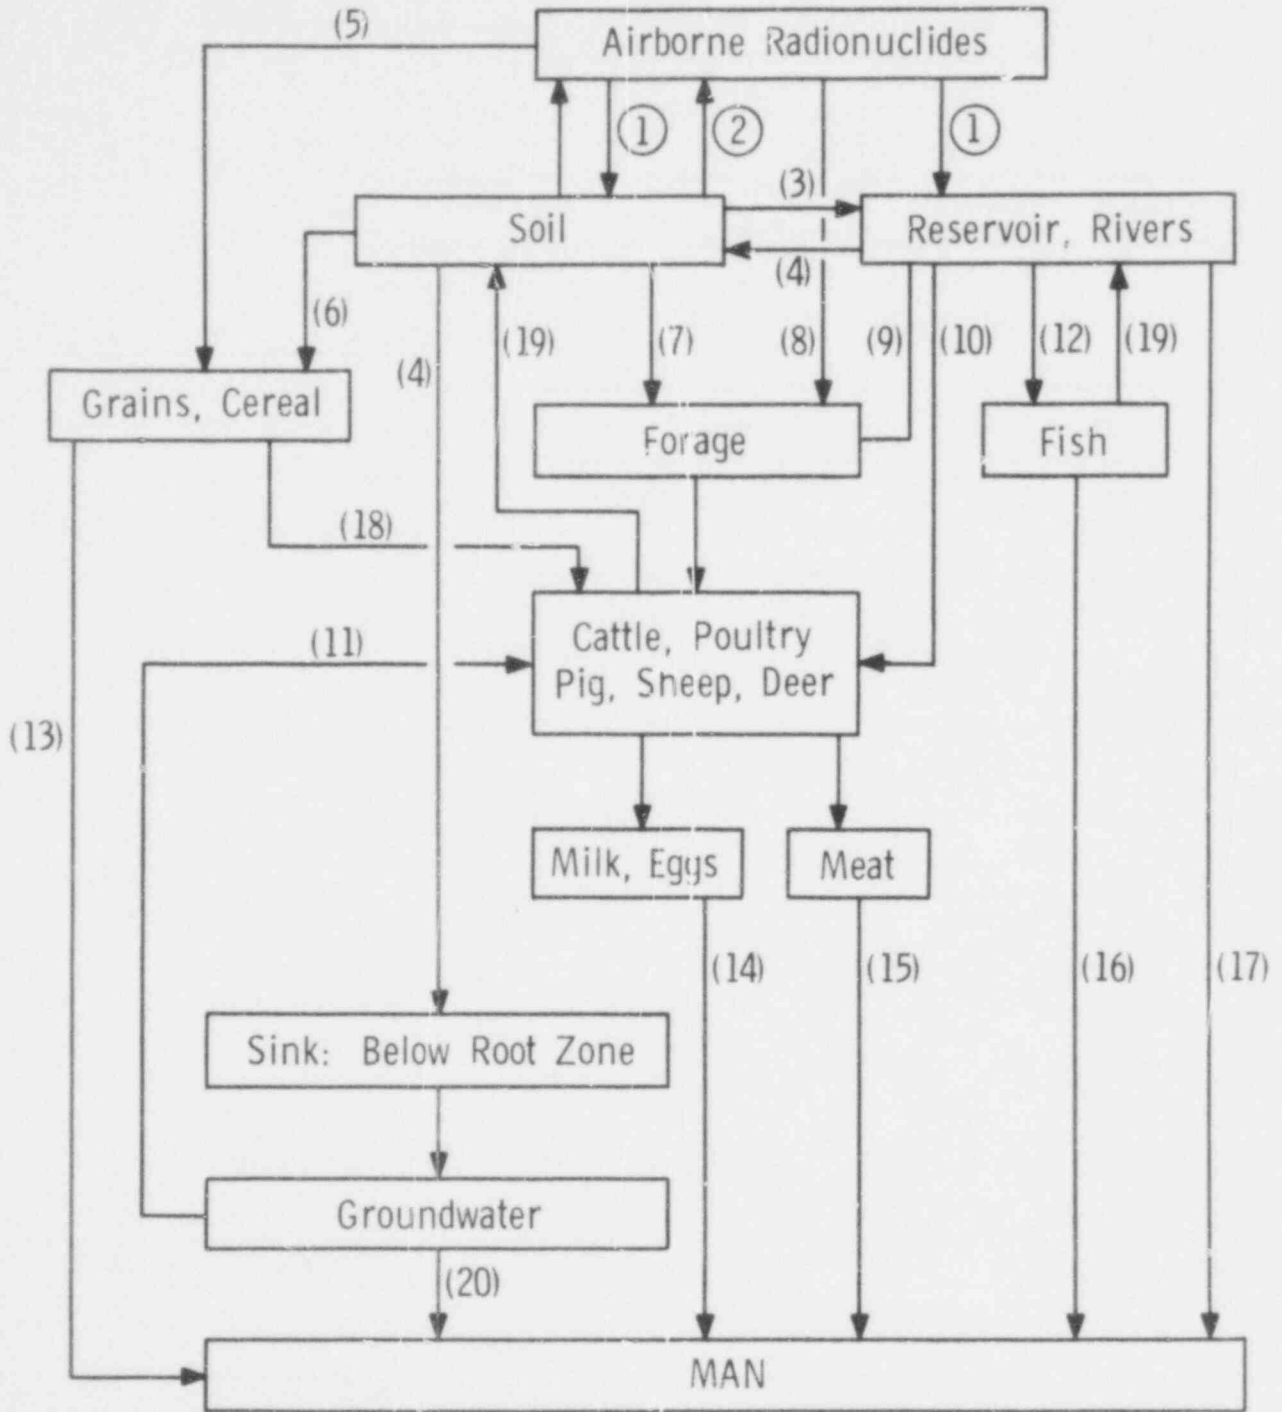 (5)
Airborne Radionuclides
1
2
1
(3)
Soil
Reservoir, Rivers
(4)
(6)
(4)
(19)
(7)
(8)
(9)
(10)
(12)
(19)
Grains, Cereal
Forage
Fish
(18)
(11)
Cattle, Poultry
Pig, Sheep, Deer
(13)
Milk, Eggs
Meat
(14)
(15)
(16)
(17)
Sink: Below Root Zone
Groundwater
(20)
MAN